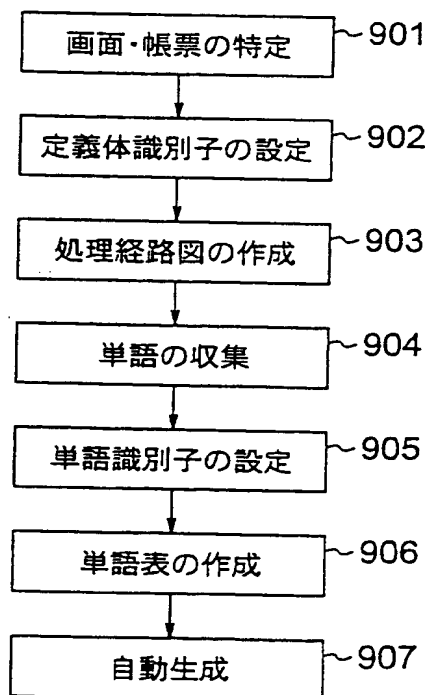 画面・帳票の特定
901
定義体識別子の設定
902
処理経路図の作成
903
単語の収集
904
単語識別子の設定
905
単語表の作成
906
自動生成
907